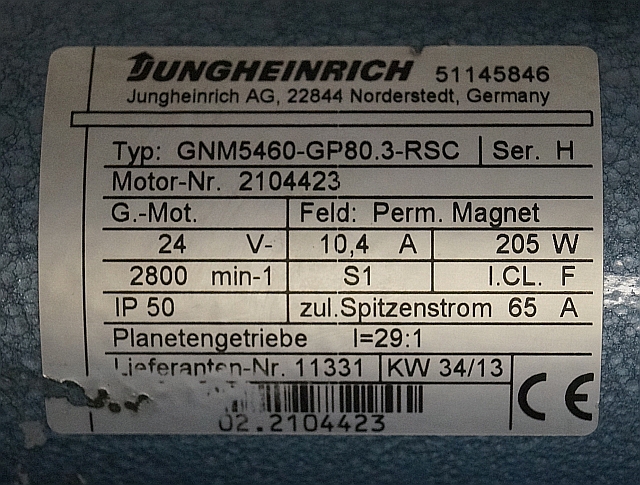 JUNGHEINRICH 51145846
Jungheinrich AG, 22844 Norderstedt, Germany
Typ: GNM5460-GP80.3-RSC Ser. H
Motor-Nr. 2104423
G.-Mot. Feld: Perm. Magnet
24 V- 10,4 A 205 W
2800 min-1 S1 I.CL. F
IP 50 zul.Spitzenstrom 65 A
Planetengetriebe I=29:1
Lieferanten-Nr. 11331 KW 34/13
CE
02.2104423